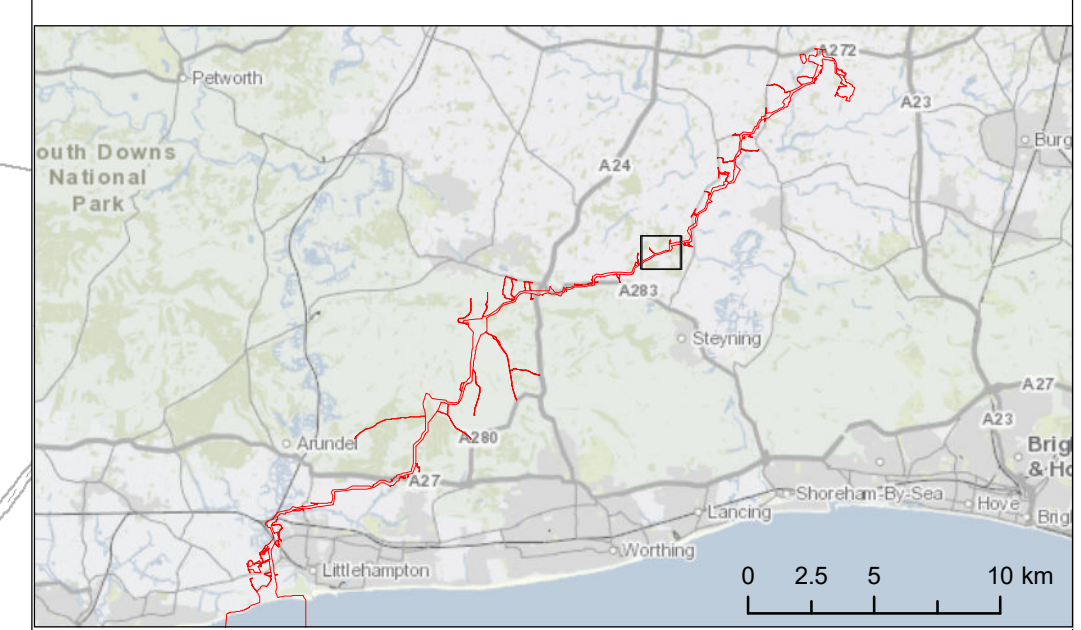 A272
Petworth
A23
Burg
outh Downs
National
Park
A24
A283
Steyning
A27
A23
Arundel
A280
Brig
& Ho
A27
Shoreham-By-Sea
Hove
Brig
Lancing
Worthing
Littlehampton
0 2.5 5 10 km